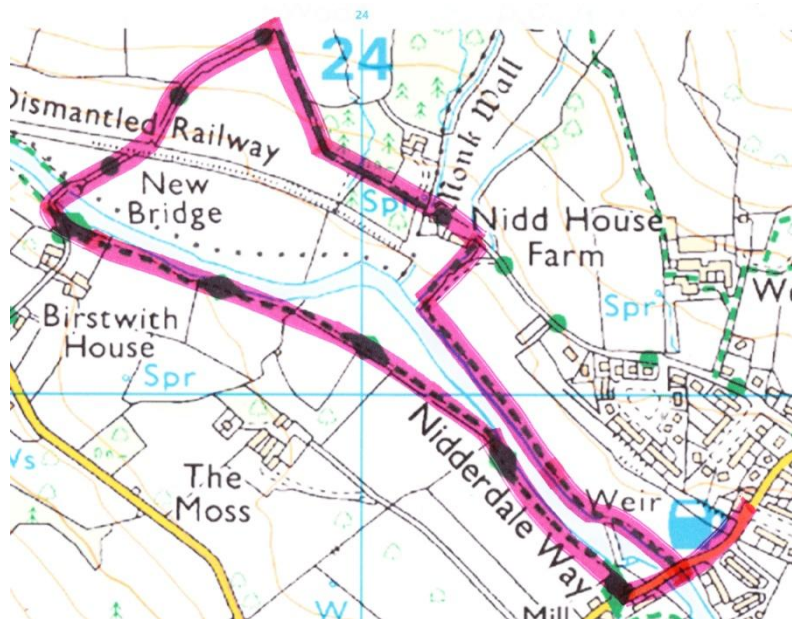 24
24
Dismantled Railway
Monk Wall
New
Bridge
Spr
Nidd House
Farm
Spr
Birstwith
House
Spr
Nidderdale Way
The
Moss
Weir
W
Mill